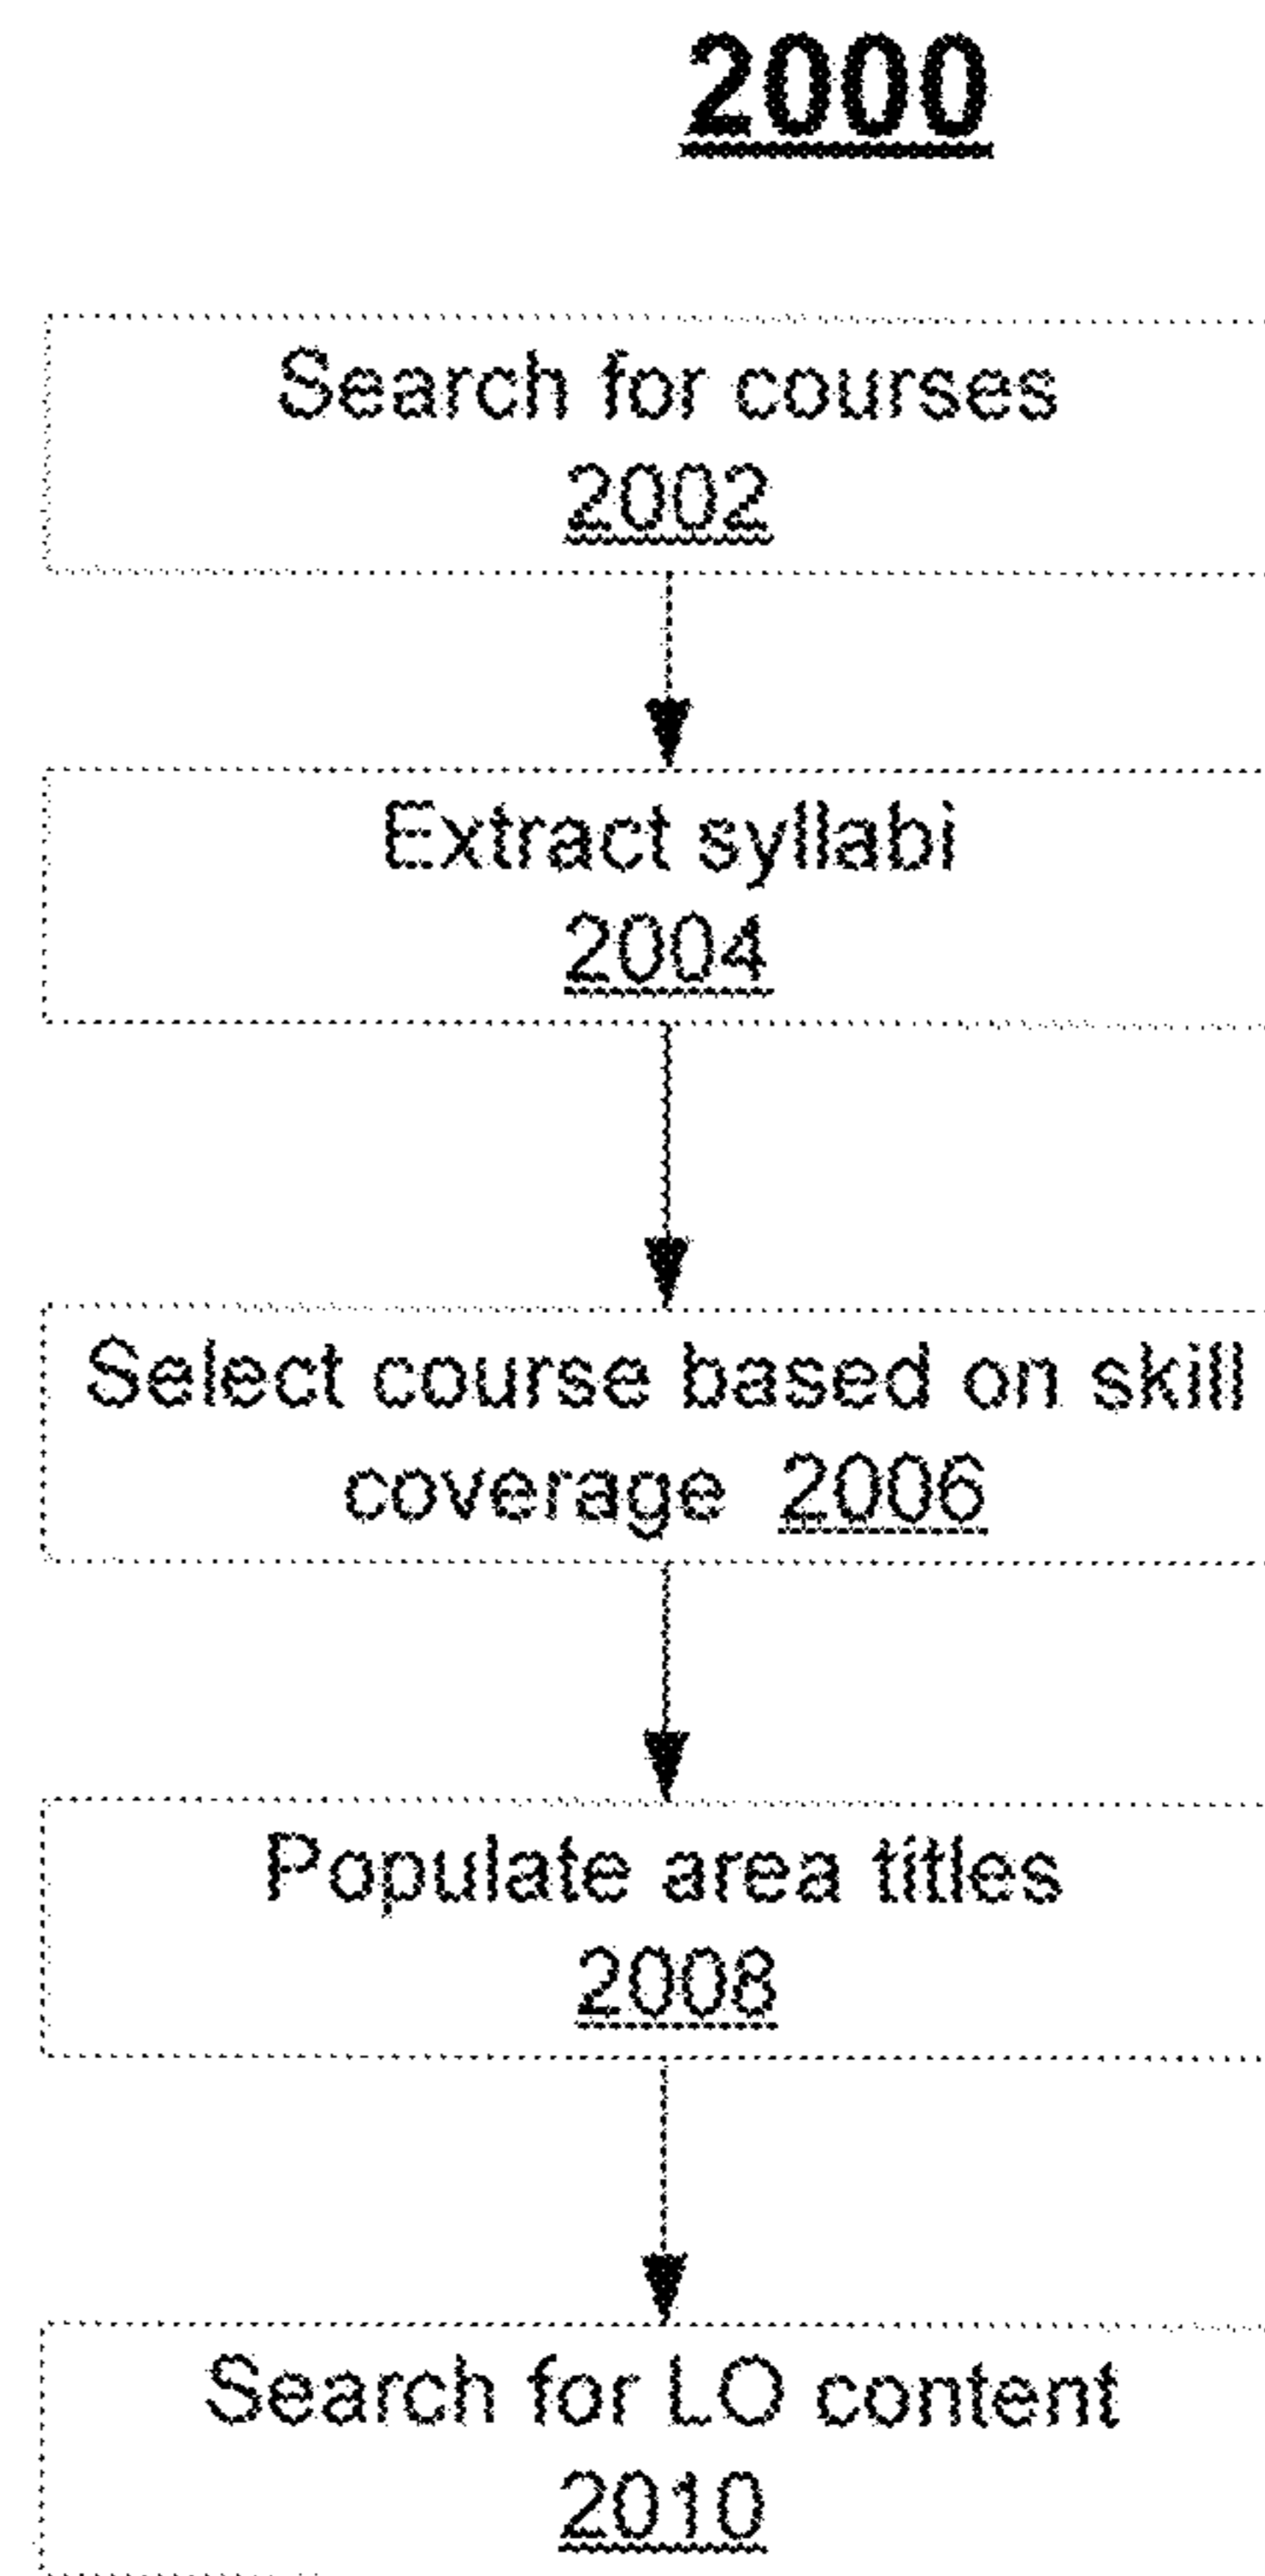 2000
Search for courses
2002
Extract syllabi
2004
Select course based on skill
coverage 2006
Populate area titles
2008
Search for LO content
2010